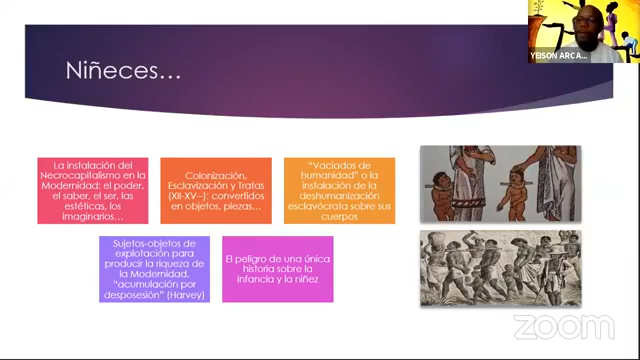 Niñeces…
YEISON ARCA...
La instalación del
Necrocapitalismo en la
Modernidad: el poder,
el saber, el ser, las
estéticas, los
imaginarios…
Colonización,
Esclavización y Tratas
(XII-XV--): convertidos
en objetos, piezas…
“Vaciados de
humanidad” o la
instalación de la
deshumanización
esclavócrata sobre sus
cuerpos
Sujetos-objetos de
explotación para
producir la riqueza de
la Modernidad,
“acumulación por
desposesión” (Harvey)
El peligro de una única
historia sobre la
infancia y la niñez
zoom